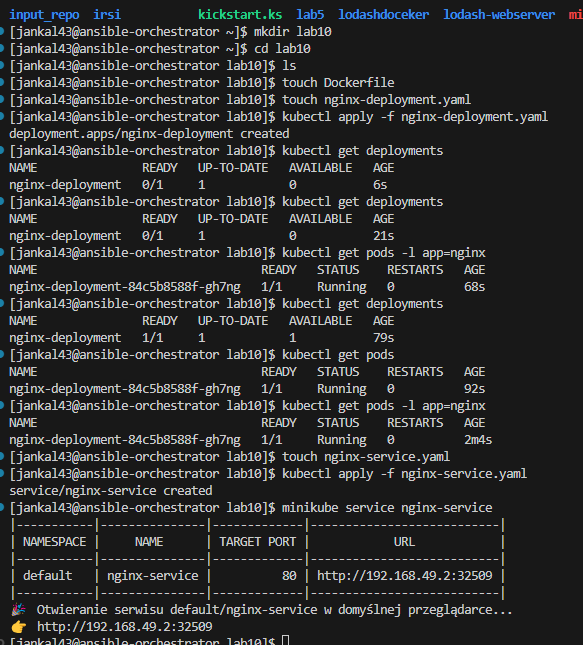 input_repo  irsi           kickstart.ks  lab5  lodashdoceker  lodash-webserver  mi
[jankal43@ansible-orchestrator ~]$ mkdir lab10
[jankal43@ansible-orchestrator ~]$ cd lab10
[jankal43@ansible-orchestrator lab10]$ ls
[jankal43@ansible-orchestrator lab10]$ touch Dockerfile
[jankal43@ansible-orchestrator lab10]$ touch nginx-deployment.yaml
[jankal43@ansible-orchestrator lab10]$ kubectl apply -f nginx-deployment.yaml
deployment.apps/nginx-deployment created
[jankal43@ansible-orchestrator lab10]$ kubectl get deployments
NAME               READY   UP-TO-DATE   AVAILABLE   AGE
nginx-deployment   0/1     1            0           6s
[jankal43@ansible-orchestrator lab10]$ kubectl get deployments
NAME               READY   UP-TO-DATE   AVAILABLE   AGE
nginx-deployment   0/1     1            0           21s
[jankal43@ansible-orchestrator lab10]$ kubectl get pods -l app=nginx
NAME                                READY   STATUS    RESTARTS   AGE
nginx-deployment-84c5b8588f-gh7ng   1/1     Running   0          68s
[jankal43@ansible-orchestrator lab10]$ kubectl get deployments
NAME               READY   UP-TO-DATE   AVAILABLE   AGE
nginx-deployment   1/1     1            1           79s
[jankal43@ansible-orchestrator lab10]$ kubectl get pods
NAME                                READY   STATUS    RESTARTS   AGE
nginx-deployment-84c5b8588f-gh7ng   1/1     Running   0          92s
[jankal43@ansible-orchestrator lab10]$ kubectl get pods -l app=nginx
NAME                                READY   STATUS    RESTARTS   AGE
nginx-deployment-84c5b8588f-gh7ng   1/1     Running   0          2m4s
[jankal43@ansible-orchestrator lab10]$ touch nginx-service.yaml
[jankal43@ansible-orchestrator lab10]$ kubectl apply -f nginx-service.yaml
service/nginx-service created
[jankal43@ansible-orchestrator lab10]$ minikube service nginx-service
|-----------|---------------|-------------|---------------------------|
| NAMESPACE |     NAME      | TARGET PORT |            URL            |
|-----------|---------------|-------------|---------------------------|
| default   | nginx-service |          80 | http://192.168.49.2:32509 |
|-----------|---------------|-------------|---------------------------|
🎉  Otwieranie serwisu default/nginx-service w domyślnej przeglądarce...
👉  http://192.168.49.2:32509
[jankal43@ansible-orchestrator lab10]$